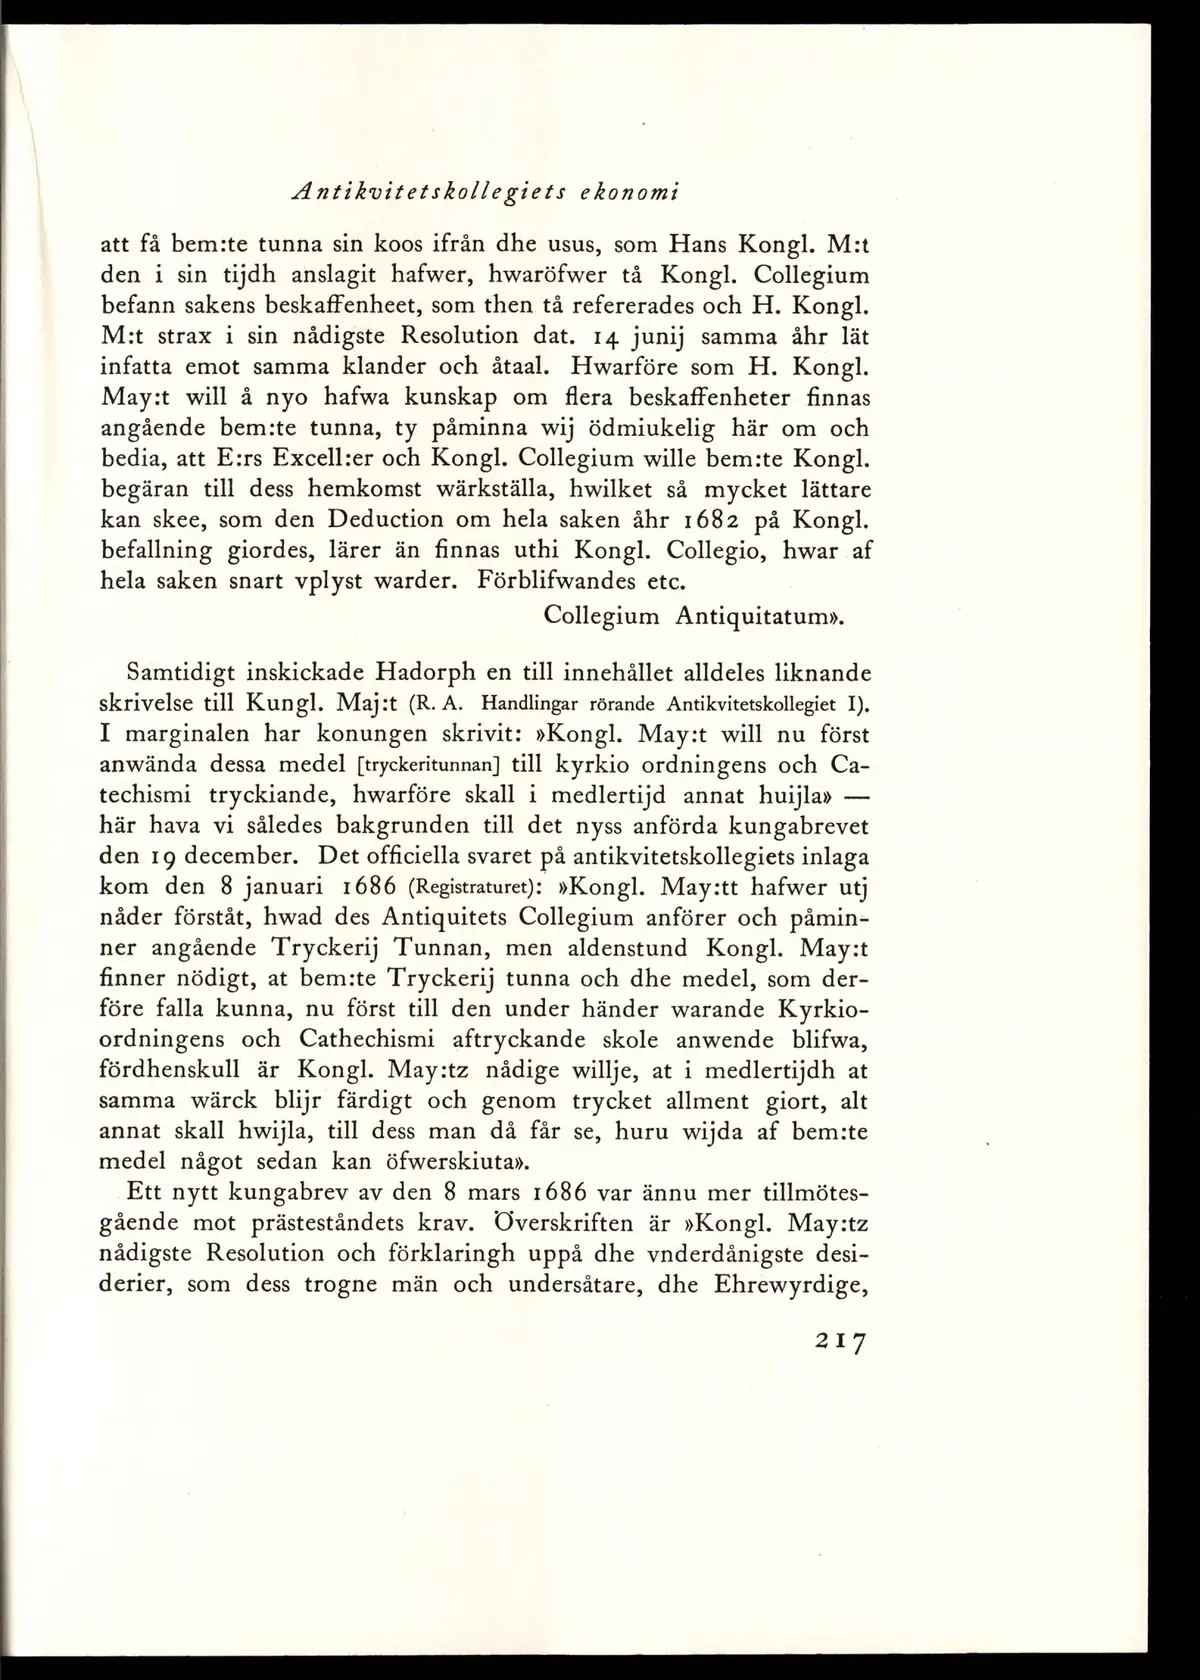 Antikvitetskollegiets ekonomi
att få bem:te tunna sin koos ifrån dhe usus, som Hans Kongl. M:t
den i sin tijdh anslagit hafwer, hwaröfwer tå Kongl. Collegium
befann sakens beskaffenheet, som then tå refererades och H. Kongl.
M:t strax i sin nådigste Resolution dat. 14 junij samma åhr lät
infatta emot samma klander och åtaal. Hwarföre som H. Kongl.
May:t will å nyo hafwa kunskap om flera beskaffenheter finnas
angående bem:te tunna, ty påminna wij ödmiukelig här om och
bedia, att E:rs Excell:er och Kongl. Collegium wille bem:te Kongl.
begäran till dess hemkomst wärkställa, hwilket så mycket lättare
kan skee, som den Deduction om hela saken åhr 1682 på Kongl.
befallning giordes, lärer än finnas uthi Kongl. Collegio, hwar af
hela saken snart vplyst warder. Förblifwandes etc.
Collegium Antiquitatum».
Samtidigt inskickade Hadorph en till innehållet alldeles liknande
skrivelse till Kungl. Maj:t (R. A. Handlingar rörande Antikvitetskollegiet I).
I marginalen har konungen skrivit: »Kongl. May:t will nu först
anwända dessa medel [tryckeritunnan] till kyrkio ordningens och Ca-
techismi tryckiande, hwarföre skall i medlertijd annat huijla» —
här hava vi således bakgrunden till det nyss anförda kungabrevet
den 19 december. Det officiella svaret på antikvitetskollegiets inlaga
kom den 8 januari 1686 (Registraturet): »Kongl. May:tt hafwer utj
nåder förståt, hwad des Antiquitets Collegium anförer och påmin-
ner angående Tryckerij Tunnan, men aldenstund Kongl. May:t
finner nödigt, at bem:te Tryckerij tunna och dhe medel, som der-
före falla kunna, nu först till den under händer warande Kyrkio-
ordningens och Cathechismi aftryckande skole anwende blifwa,
fördhenskull är Kongl. May:tz nådige willje, at i medlertijdh at
samma wärck blijr färdigt och genom trycket allment giort, alt
annat skall hwijla, till dess man då får se, huru wijda af bem:te
medel något sedan kan öfwerskiuta».
Ett nytt kungabrev av den 8 mars 1686 var ännu mer tillmötes-
gående mot prästeståndets krav. Överskriften är »Kongl. May:tz
nådigste Resolution och förklaringh uppå dhe vnderdånigste desi-
derier, som dess trogne män och undersåtare, dhe Ehrewyrdige,
217